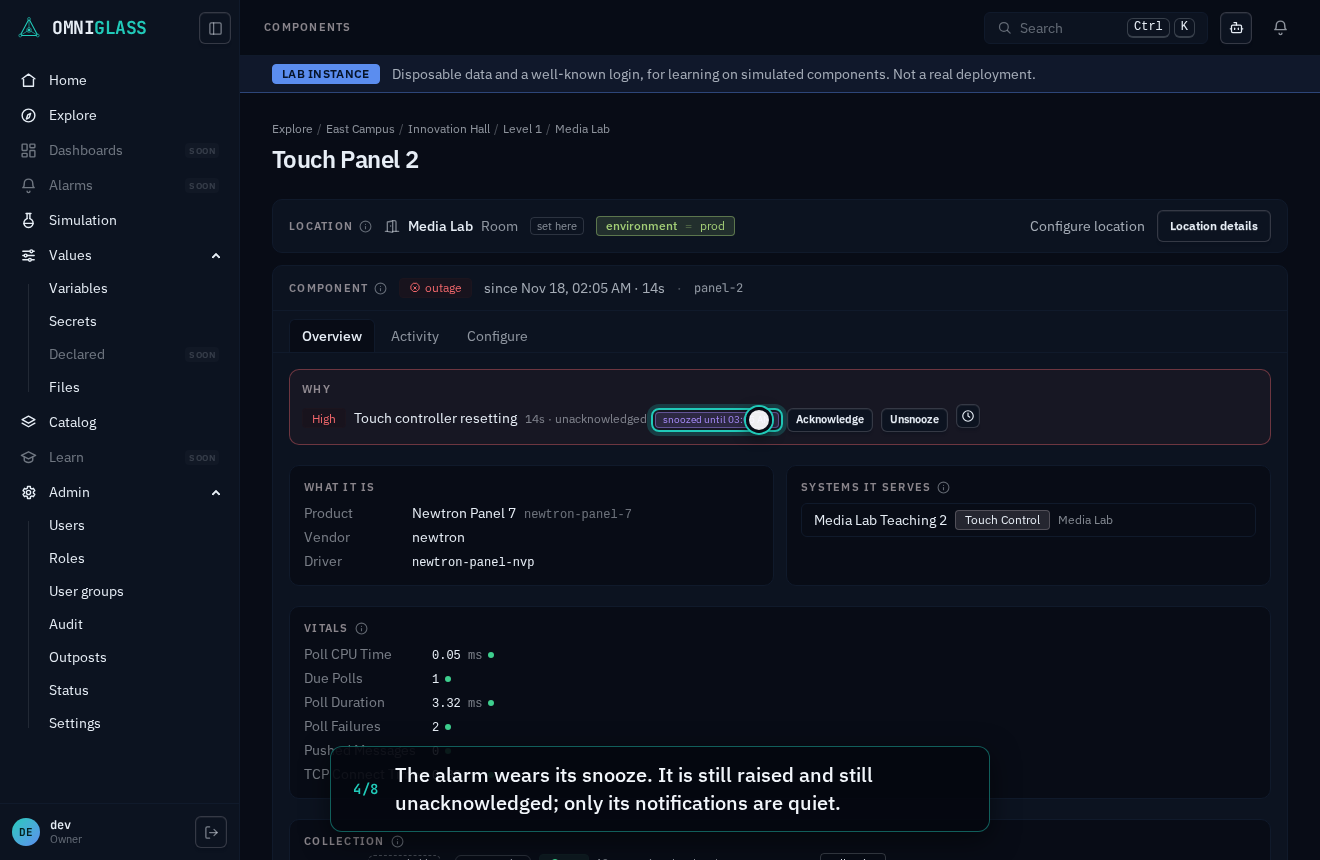 OMNIGLASS
COMPONENTS
Search Ctrl K
LAB INSTANCE Disposable data and a well-known login, for learning on simulated components. Not a real deployment.
Home
Explore
Dashboards SOON
Alarms SOON
Simulation
Values
Variables
Secrets
Declared SOON
Files
Catalog
Learn SOON
Admin
Users
Roles
User groups
Audit
Outposts
Status
Settings
DE dev
Owner
Explore / East Campus / Innovation Hall / Level 1 / Media Lab
Touch Panel 2
LOCATION Media Lab Room set here environment = prod Configure location Location details
COMPONENT outage since Nov 18, 02:05 AM · 14s · panel-2
Overview Activity Configure
WHY
High Touch controller resetting 14s · unacknowledged snoozed until 03: Acknowledge Unsnooze
WHAT IT IS
Product Newtron Panel 7 newtron-panel-7
Vendor newtron
Driver newtron-panel-nvp
SYSTEMS IT SERVES
Media Lab Teaching 2 Touch Control Media Lab
VITALS
Poll CPU Time 0.05 ms
Due Polls 1
Poll Duration 3.32 ms
Poll Failures 2
Pushed Messages 0
TCP Connect
4/8 The alarm wears its snooze. It is still raised and still
unacknowledged; only its notifications are quiet.
COLLECTION